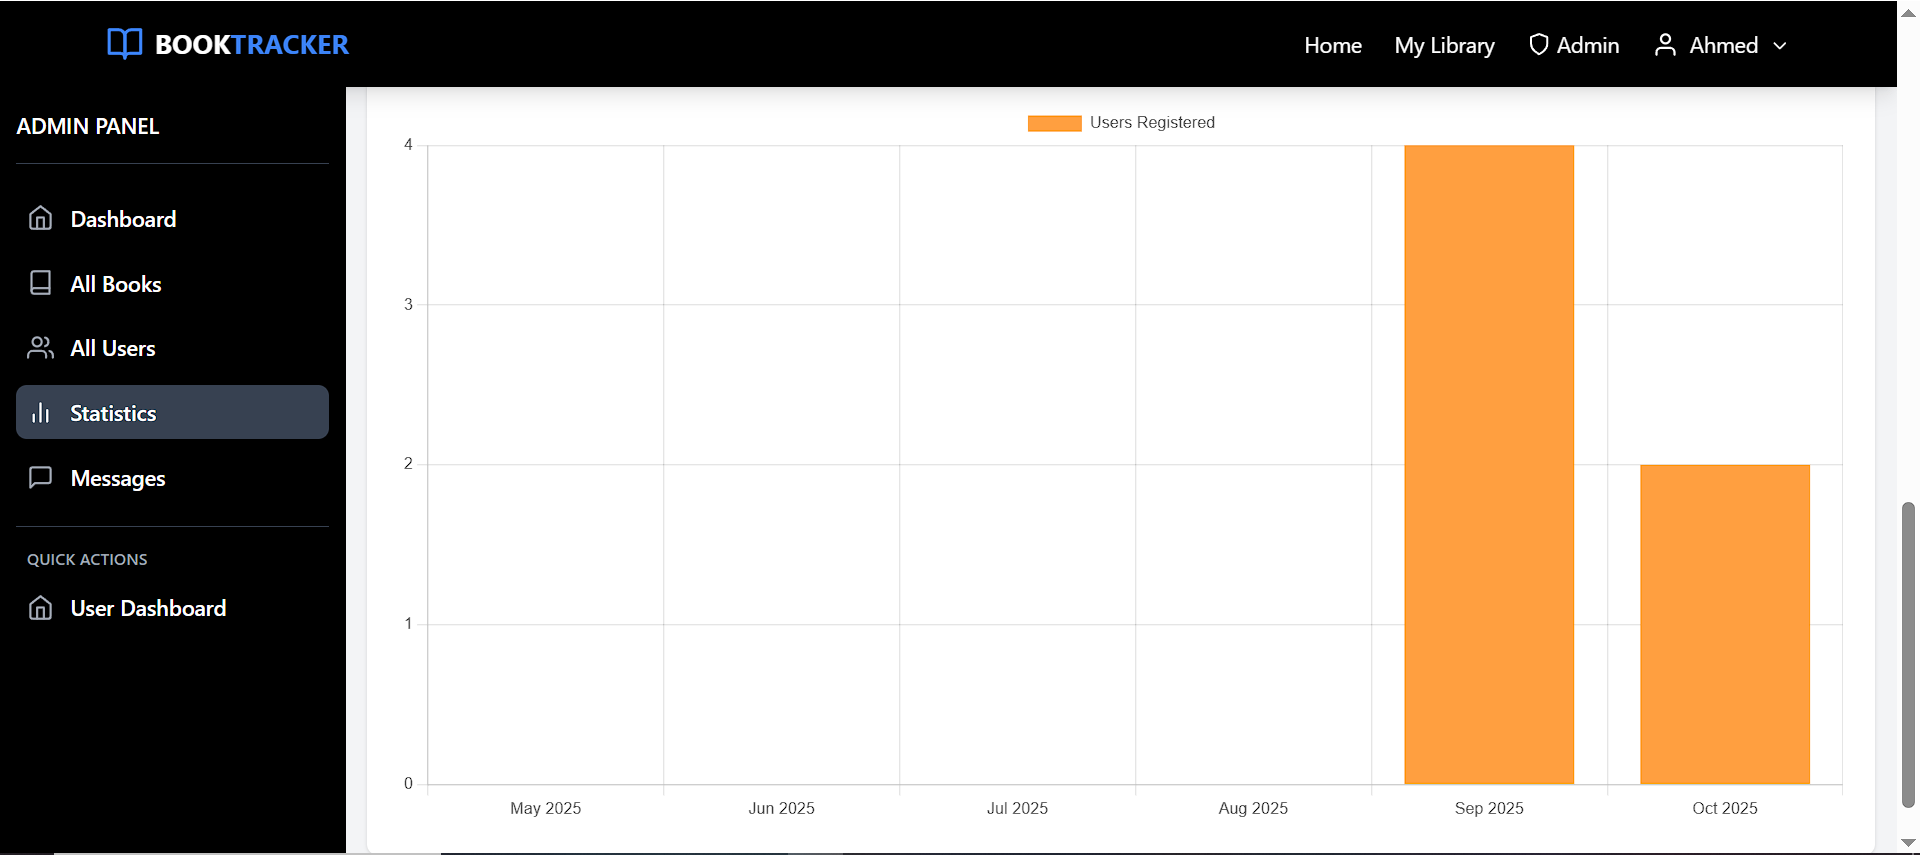 BOOKTRACKER
Home My Library Admin Ahmed
ADMIN PANEL
Dashboard
All Books
All Users
Statistics
Messages
QUICK ACTIONS
User Dashboard
Users Registered
4
3
2
1
0
May 2025 Jun 2025 Jul 2025 Aug 2025 Sep 2025 Oct 2025